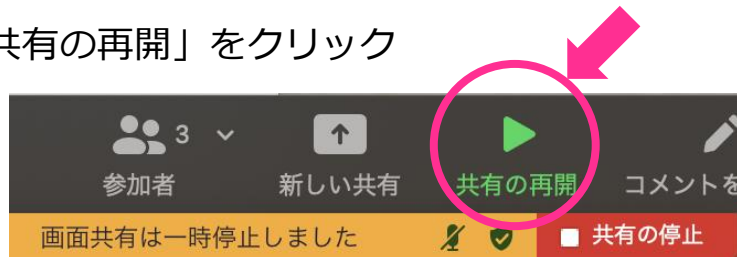 共有の再開」をクリック
3
参加者 新しい共有 共有の再開 コメントを
画面共有は一時停止しました 共有の停止